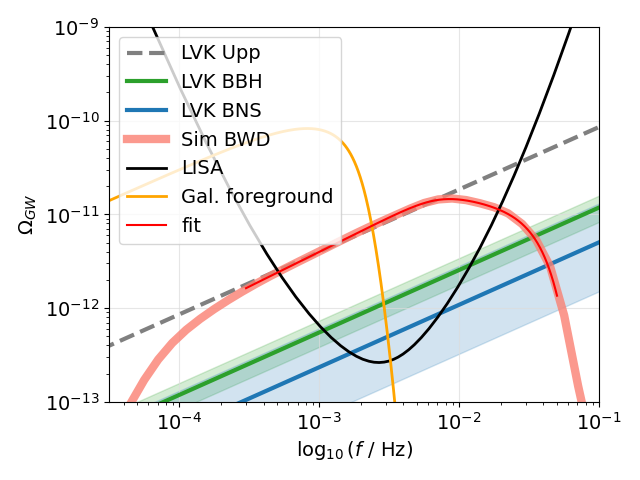 10⁻⁹
10⁻¹⁰
10⁻¹¹
10⁻¹²
10⁻¹³
Ω_GW
LVK Upp
LVK BBH
LVK BNS
Sim BWD
LISA
Gal. foreground
fit
10⁻⁴ 10⁻³ 10⁻² 10⁻¹
log₁₀(f / Hz)